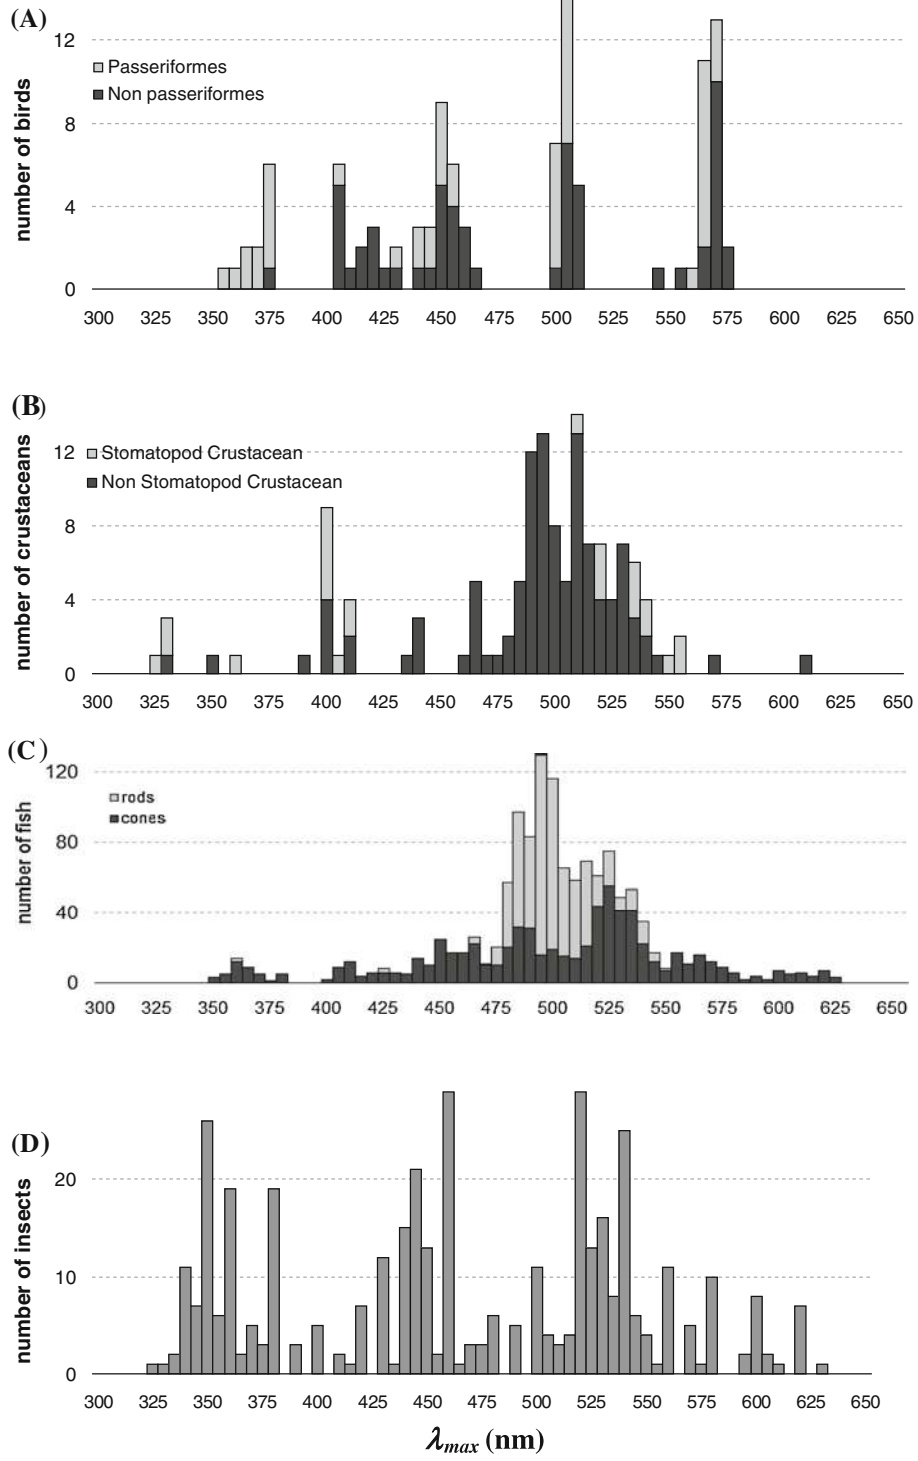 (A)
12
Passeriformes
Non passeriformes
8
4
0
number of birds
300 325 350 375 400 425 450 475 500 525 550 575 600 625 650
(B)
12
Stomatopod Crustacean
Non Stomatopod Crustacean
8
4
0
number of crustaceans
300 325 350 375 400 425 450 475 500 525 550 575 600 625 650
(C)
120
rods
cones
80
40
0
number of fish
300 325 350 375 400 425 450 475 500 525 550 575 600 625 650
(D)
20
10
0
number of insects
300 325 350 375 400 425 450 475 500 525 550 575 600 625 650
λmax (nm)